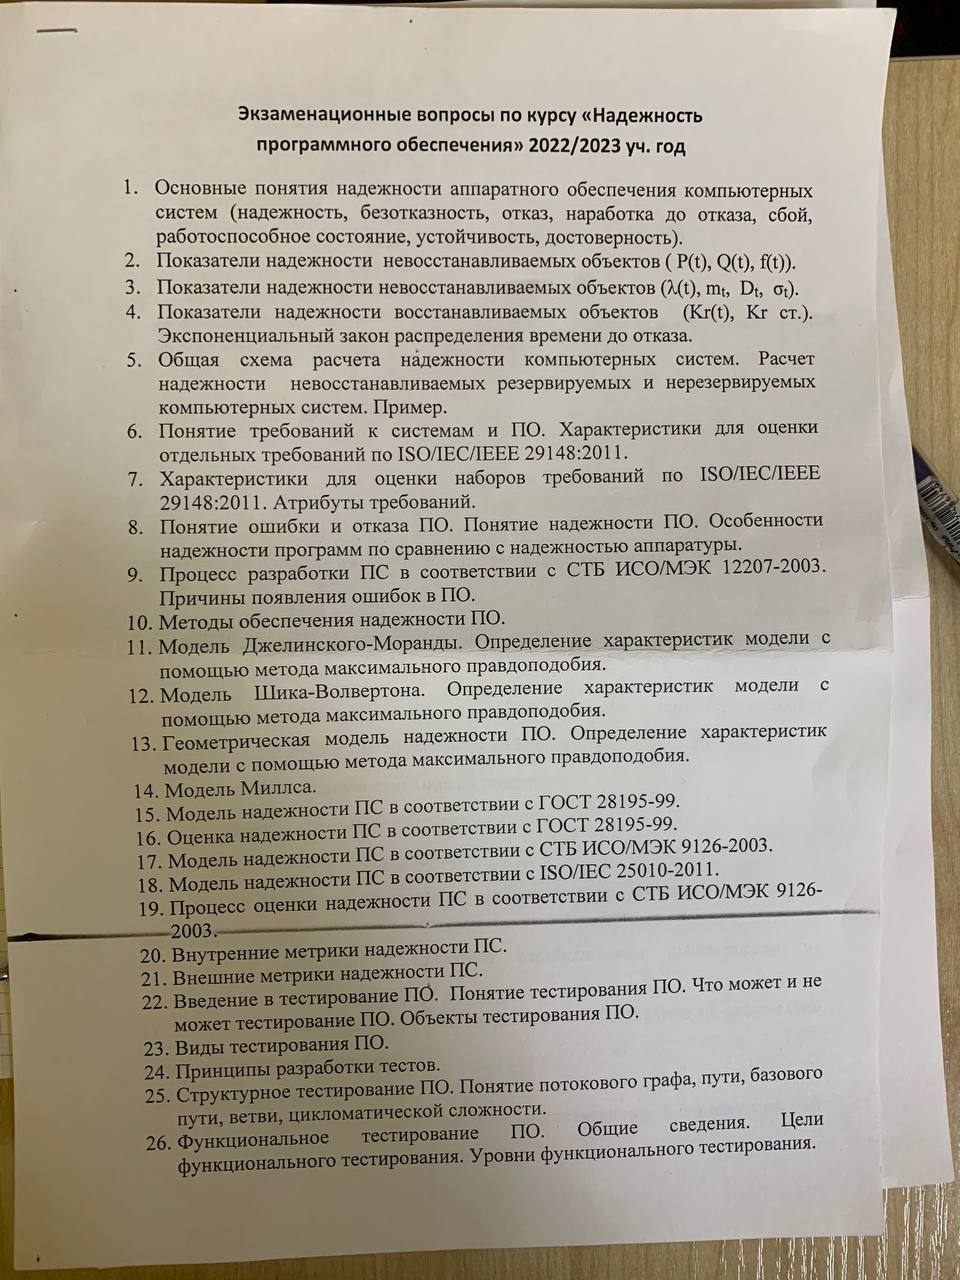 Экзаменационные вопросы по курсу «Надежность
программного обеспечения» 2022/2023 уч. год
1. Основные понятия надежности аппаратного обеспечения компьютерных
систем (надежность, безотказность, отказ, наработка до отказа, сбой,
работоспособное состояние, устойчивость, достоверность).
2. Показатели надежности невосстанавливаемых объектов ( P(t), Q(t), f(t)).
3. Показатели надежности невосстанавливаемых объектов (λ(t), mt, Dt, σt).
4. Показатели надежности восстанавливаемых объектов (Kr(t), Kr ст.).
Экспоненциальный закон распределения времени до отказа.
5. Общая схема расчета надежности компьютерных систем. Расчет
надежности невосстанавливаемых резервируемых и нерезервируемых
компьютерных систем. Пример.
6. Понятие требований к системам и ПО. Характеристики для оценки
отдельных требований по ISO/IEC/IEEE 29148:2011.
7. Характеристики для оценки наборов требований по ISO/IEC/IEEE
29148:2011. Атрибуты требований.
8. Понятие ошибки и отказа ПО. Понятие надежности ПО. Особенности
надежности программ по сравнению с надежностью аппаратуры.
9. Процесс разработки ПС в соответствии с СТБ ИСО/МЭК 12207-2003.
Причины появления ошибок в ПО.
10. Методы обеспечения надежности ПО.
11. Модель Джелинского-Моранды. Определение характеристик модели с
помощью метода максимального правдоподобия.
12. Модель Шика-Волвертона. Определение характеристик модели с
помощью метода максимального правдоподобия.
13. Геометрическая модель надежности ПО. Определение характеристик
модели с помощью метода максимального правдоподобия.
14. Модель Миллса.
15. Модель надежности ПС в соответствии с ГОСТ 28195-99.
16. Оценка надежности ПС в соответствии с ГОСТ 28195-99.
17. Модель надежности ПС в соответствии с СТБ ИСО/МЭК 9126-2003.
18. Модель надежности ПС в соответствии с ISO/IEC 25010-2011.
19. Процесс оценки надежности ПС в соответствии с СТБ ИСО/МЭК 9126-
2003.
20. Внутренние метрики надежности ПС.
21. Внешние метрики надежности ПС.
22. Введение в тестирование ПО. Понятие тестирования ПО. Что может и не
может тестирование ПО. Объекты тестирования ПО.
23. Виды тестирования ПО.
24. Принципы разработки тестов.
25. Структурное тестирование ПО. Понятие потокового графа, пути, базового
пути, ветви, цикломатической сложности.
26. Функциональное тестирование ПО. Общие сведения. Цели
функционального тестирования. Уровни функционального тестирования.